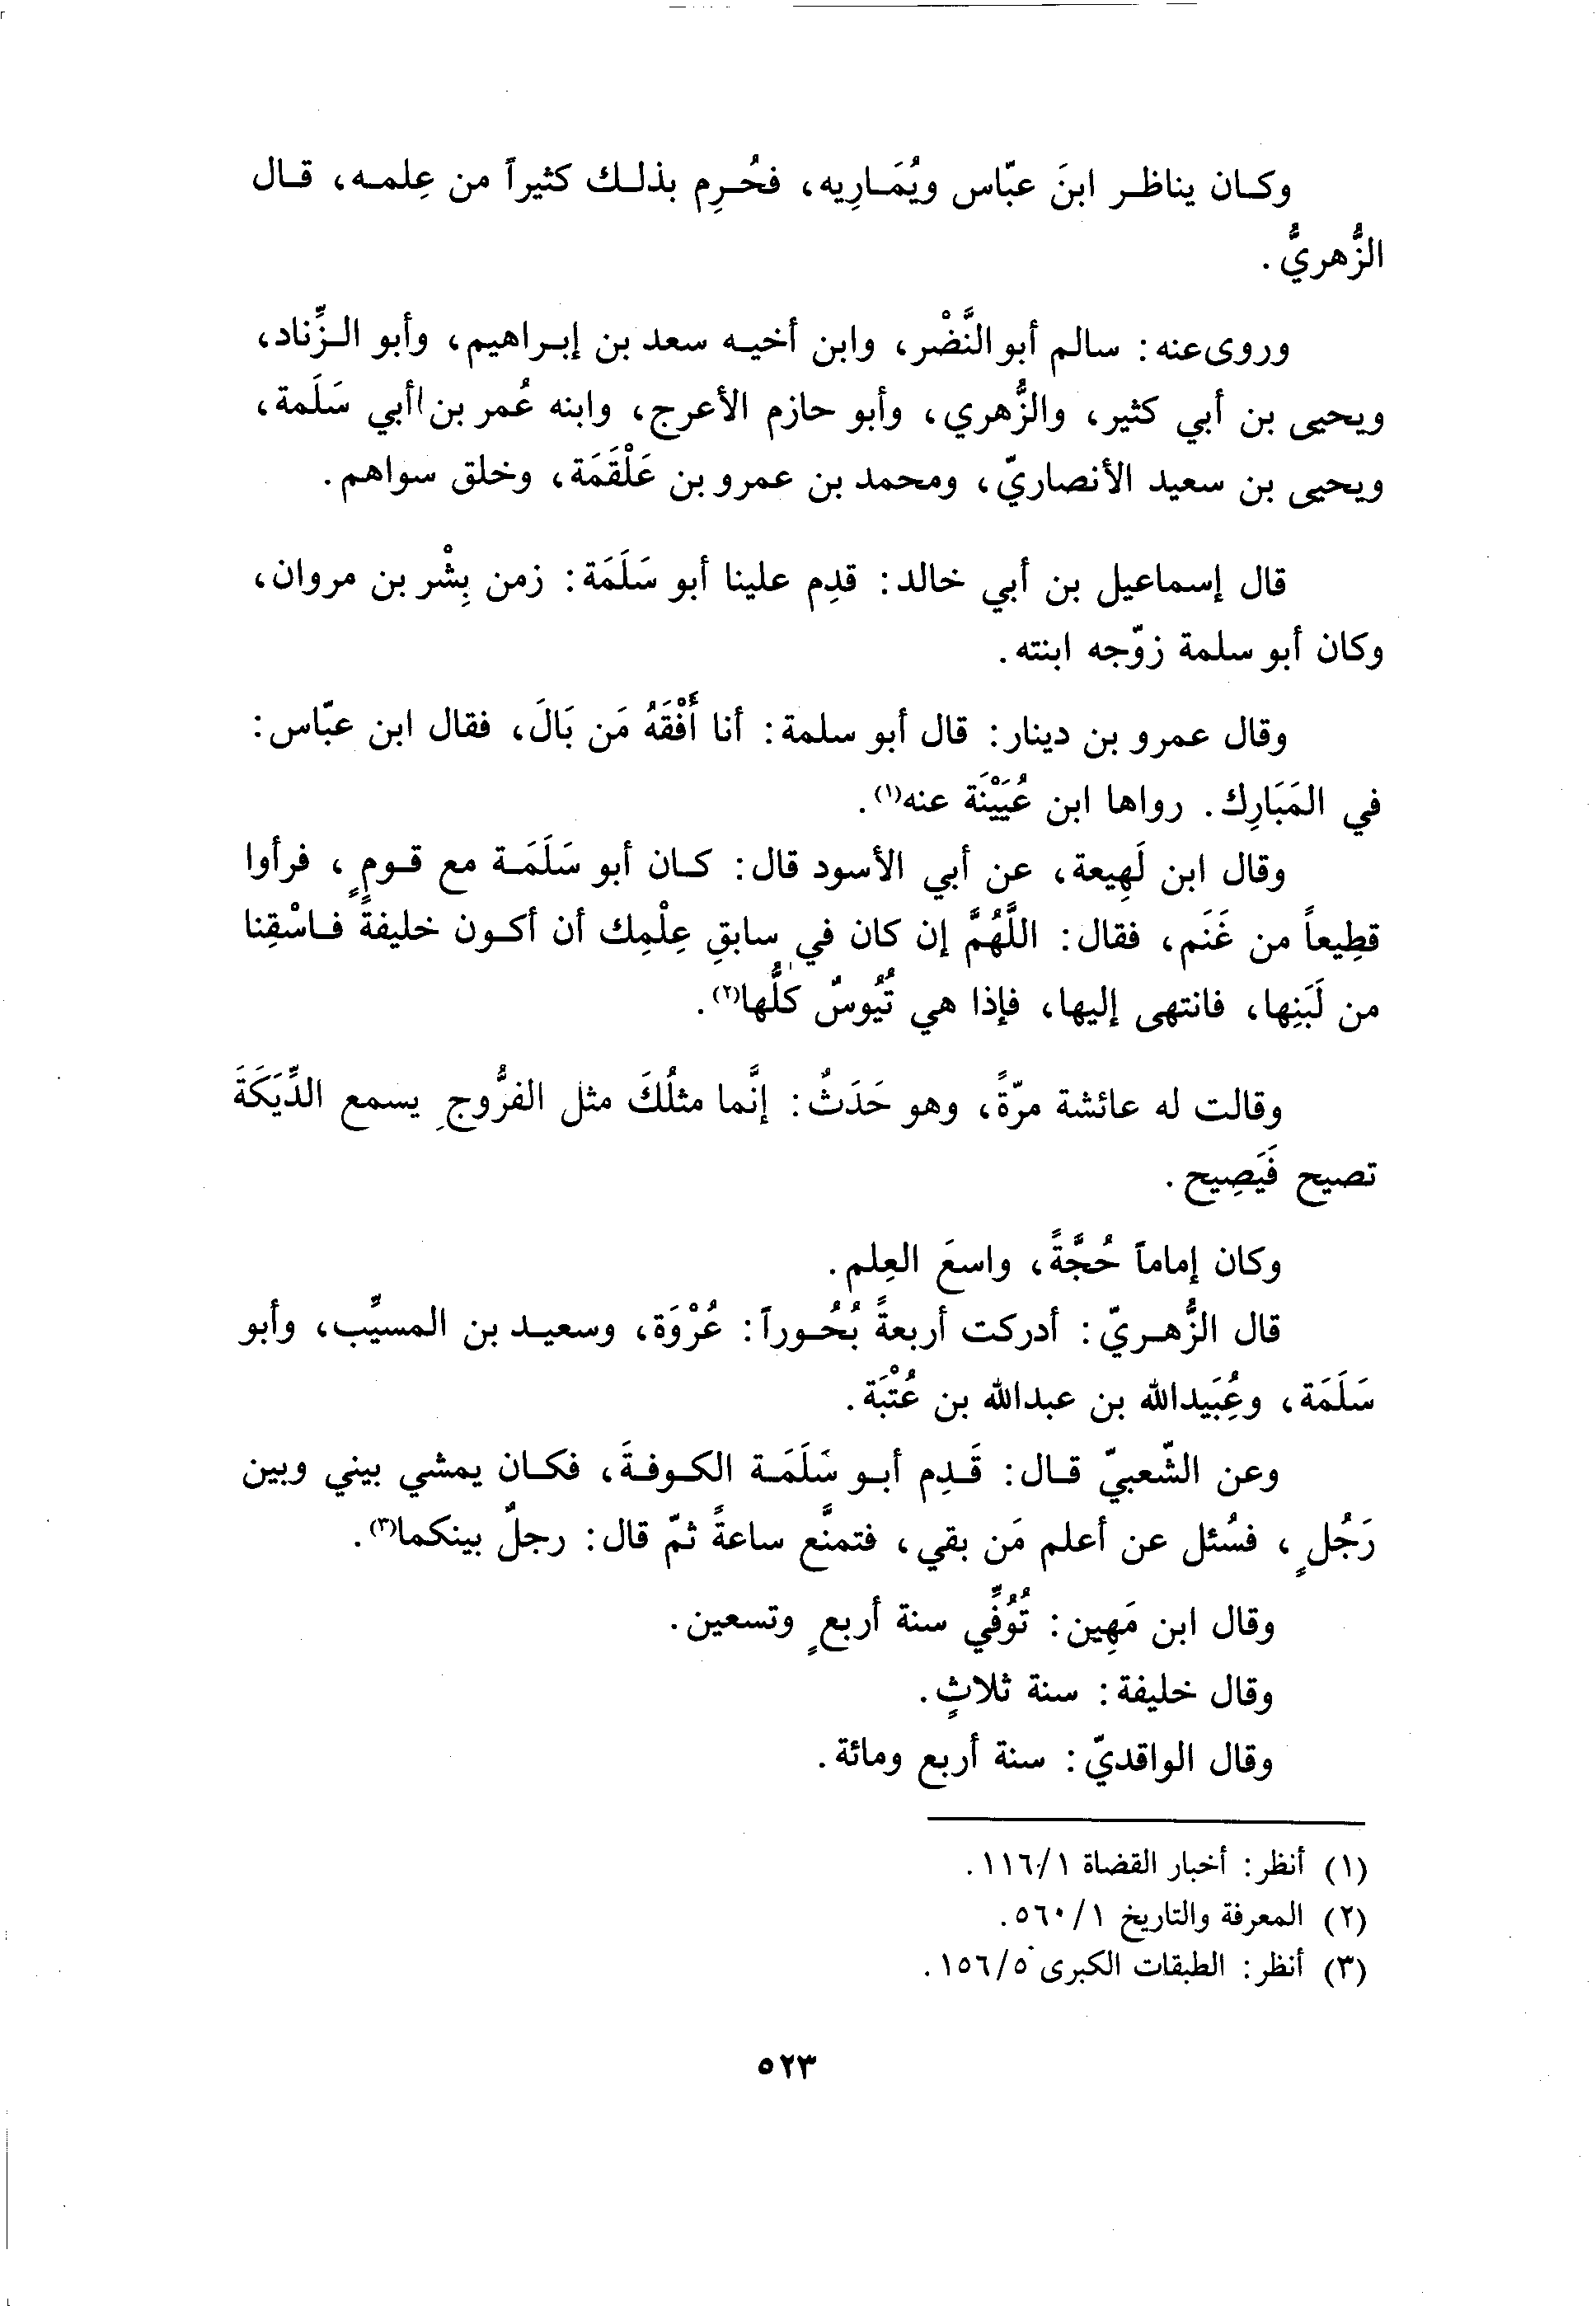 وكان يناظر ابنَ عبّاس ويُمَارِيه، فحُرِم بذلك كثيراً من عِلمه، قال
الزُّهريُّ.
وروى عنه: سالم أبو النَّضْر، وابن أخيه سعد بن إبراهيم، وأبو الزِّناد،
ويحيى بن أبي كثير، والزُّهري، وأبو حازم الأعرج، وابنه عُمر بن أبي سَلَمة،
ويحيى بن سعيد الأنصاريّ، ومحمد بن عمرو بن عَلْقَمَة، وخلق سواهم.
قال إسماعيل بن أبي خالد: قدِم علينا أبو سَلَمَة: زمن بِشْر بن مروان،
وكان أبو سلمة زوّجه ابنته.
وقال عمرو بن دينار: قال أبو سلمة: أنا أَفْقَهُ مَن بَالَ، فقال ابن عبّاس:
في المَبَارِك. رواها ابن عُيَيْنَة عنه(١).
وقال ابن لَهِيعة، عن أبي الأسود قال: كان أبو سَلَمَة مع قومٍ، فرأوا
قطِيعاً من غَنَم، فقال: اللَّهُمَّ إن كان في سابقِ عِلْمِك أن أكون خليفةً فاسْقِنا
من لَبَنِها، فانتهى إليها، فإذا هي تُيُوسٌ كلُّها(٢).
وقالت له عائشة مرّةً، وهو حَدَثٌ: إنَّما مثلُكَ مثل الفرُّوجِ يسمع الدِّيَكَةَ
تصيح فَيَصِيح.
وكان إماماً حُجَّةً، واسعَ العِلم.
قال الزُّهريّ: أدركت أربعةً بُحُوراً: عُرْوَة، وسعيد بن المسيِّب، وأبو
سَلَمَة، وعُبَيدالله بن عبدالله بن عُتْبَة.
وعن الشّعبيّ قال: قَدِم أبو سَلَمَة الكوفةَ، فكان يمشي بيني وبين
رَجُلٍ، فسُئل عن أعلم مَن بقي، فتمنَّع ساعةً ثمّ قال: رجلٌ بينكما(٣).
وقال ابن مَهِين: تُوُفِّي سنة أربعٍ وتسعين.
وقال خليفة: سنة ثلاثٍ.
وقال الواقديّ: سنة أربع ومائة.
(١) أنظر: أخبار القضاة ١/١١٦.
(٢) المعرفة والتاريخ ١/٥٦٠.
(٣) أنظر: الطبقات الكبرى ٥/١٥٦.
٥٢٣